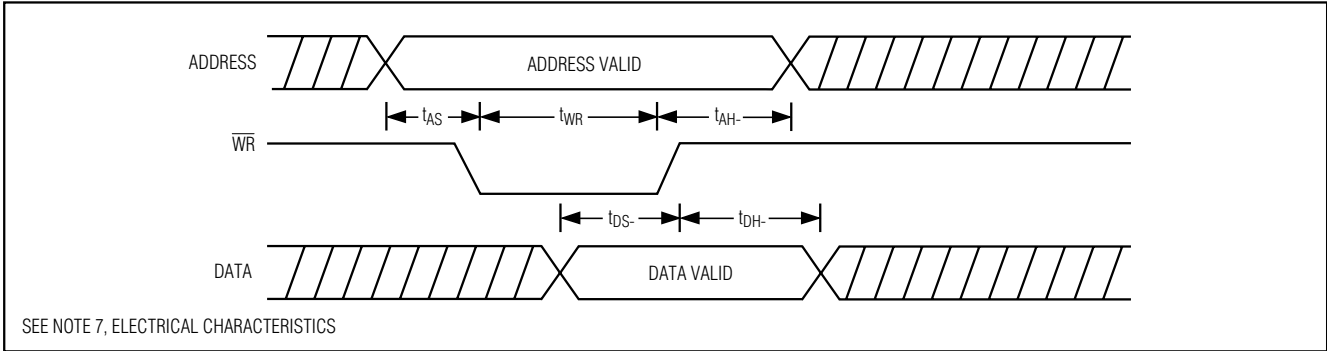 ADDRESS
ADDRESS VALID
tAS
tWR
tAH-
WR
tDS-
tDH-
DATA
DATA VALID
SEE NOTE 7, ELECTRICAL CHARACTERISTICS